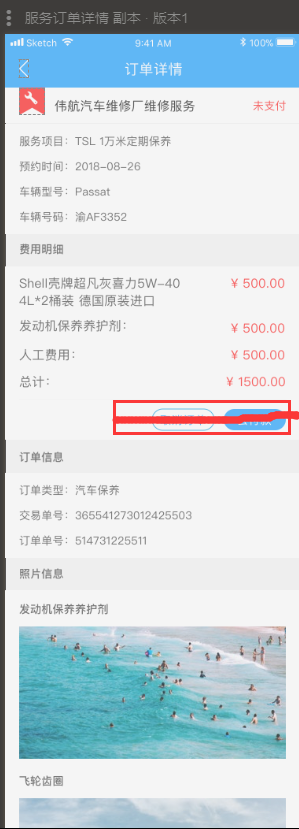 服务订单详情 副本 · 版本1
Sketch 9:41 AM 100%
订单详情
伟航汽车维修厂维修服务 未支付
服务项目：TSL 1万米定期保养
预约时间：2018-08-26
车辆型号：Passat
车辆号码：渝AF3352
费用明细
Shell壳牌超凡灰喜力5W-40 ¥ 500.00
4L*2桶装 德国原装进口
发动机保养养护剂： ¥ 500.00
人工费用： ¥ 500.00
总计： ¥ 1500.00
订单信息
订单类型：汽车保养
交易单号：365541273012425503
订单单号：514731225511
照片信息
发动机保养养护剂
飞轮齿圈